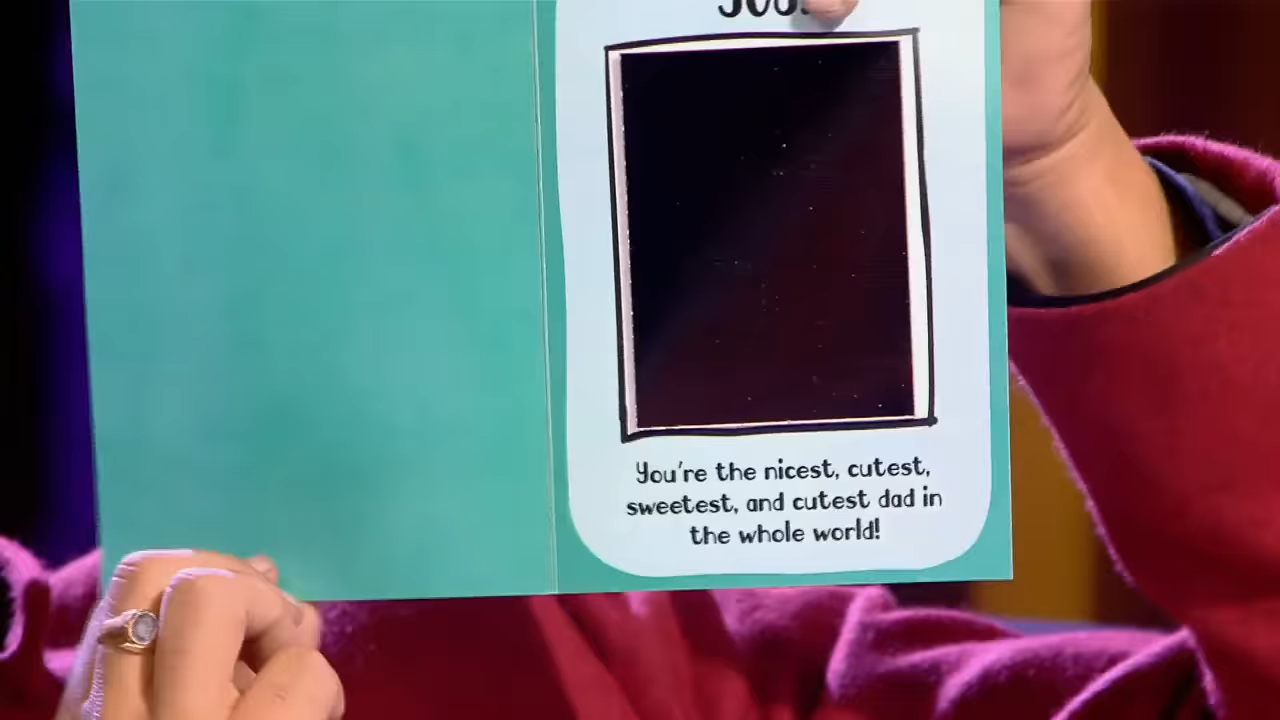 You're the nicest, cutest,
sweetest, and cutest dad in
the whole world!